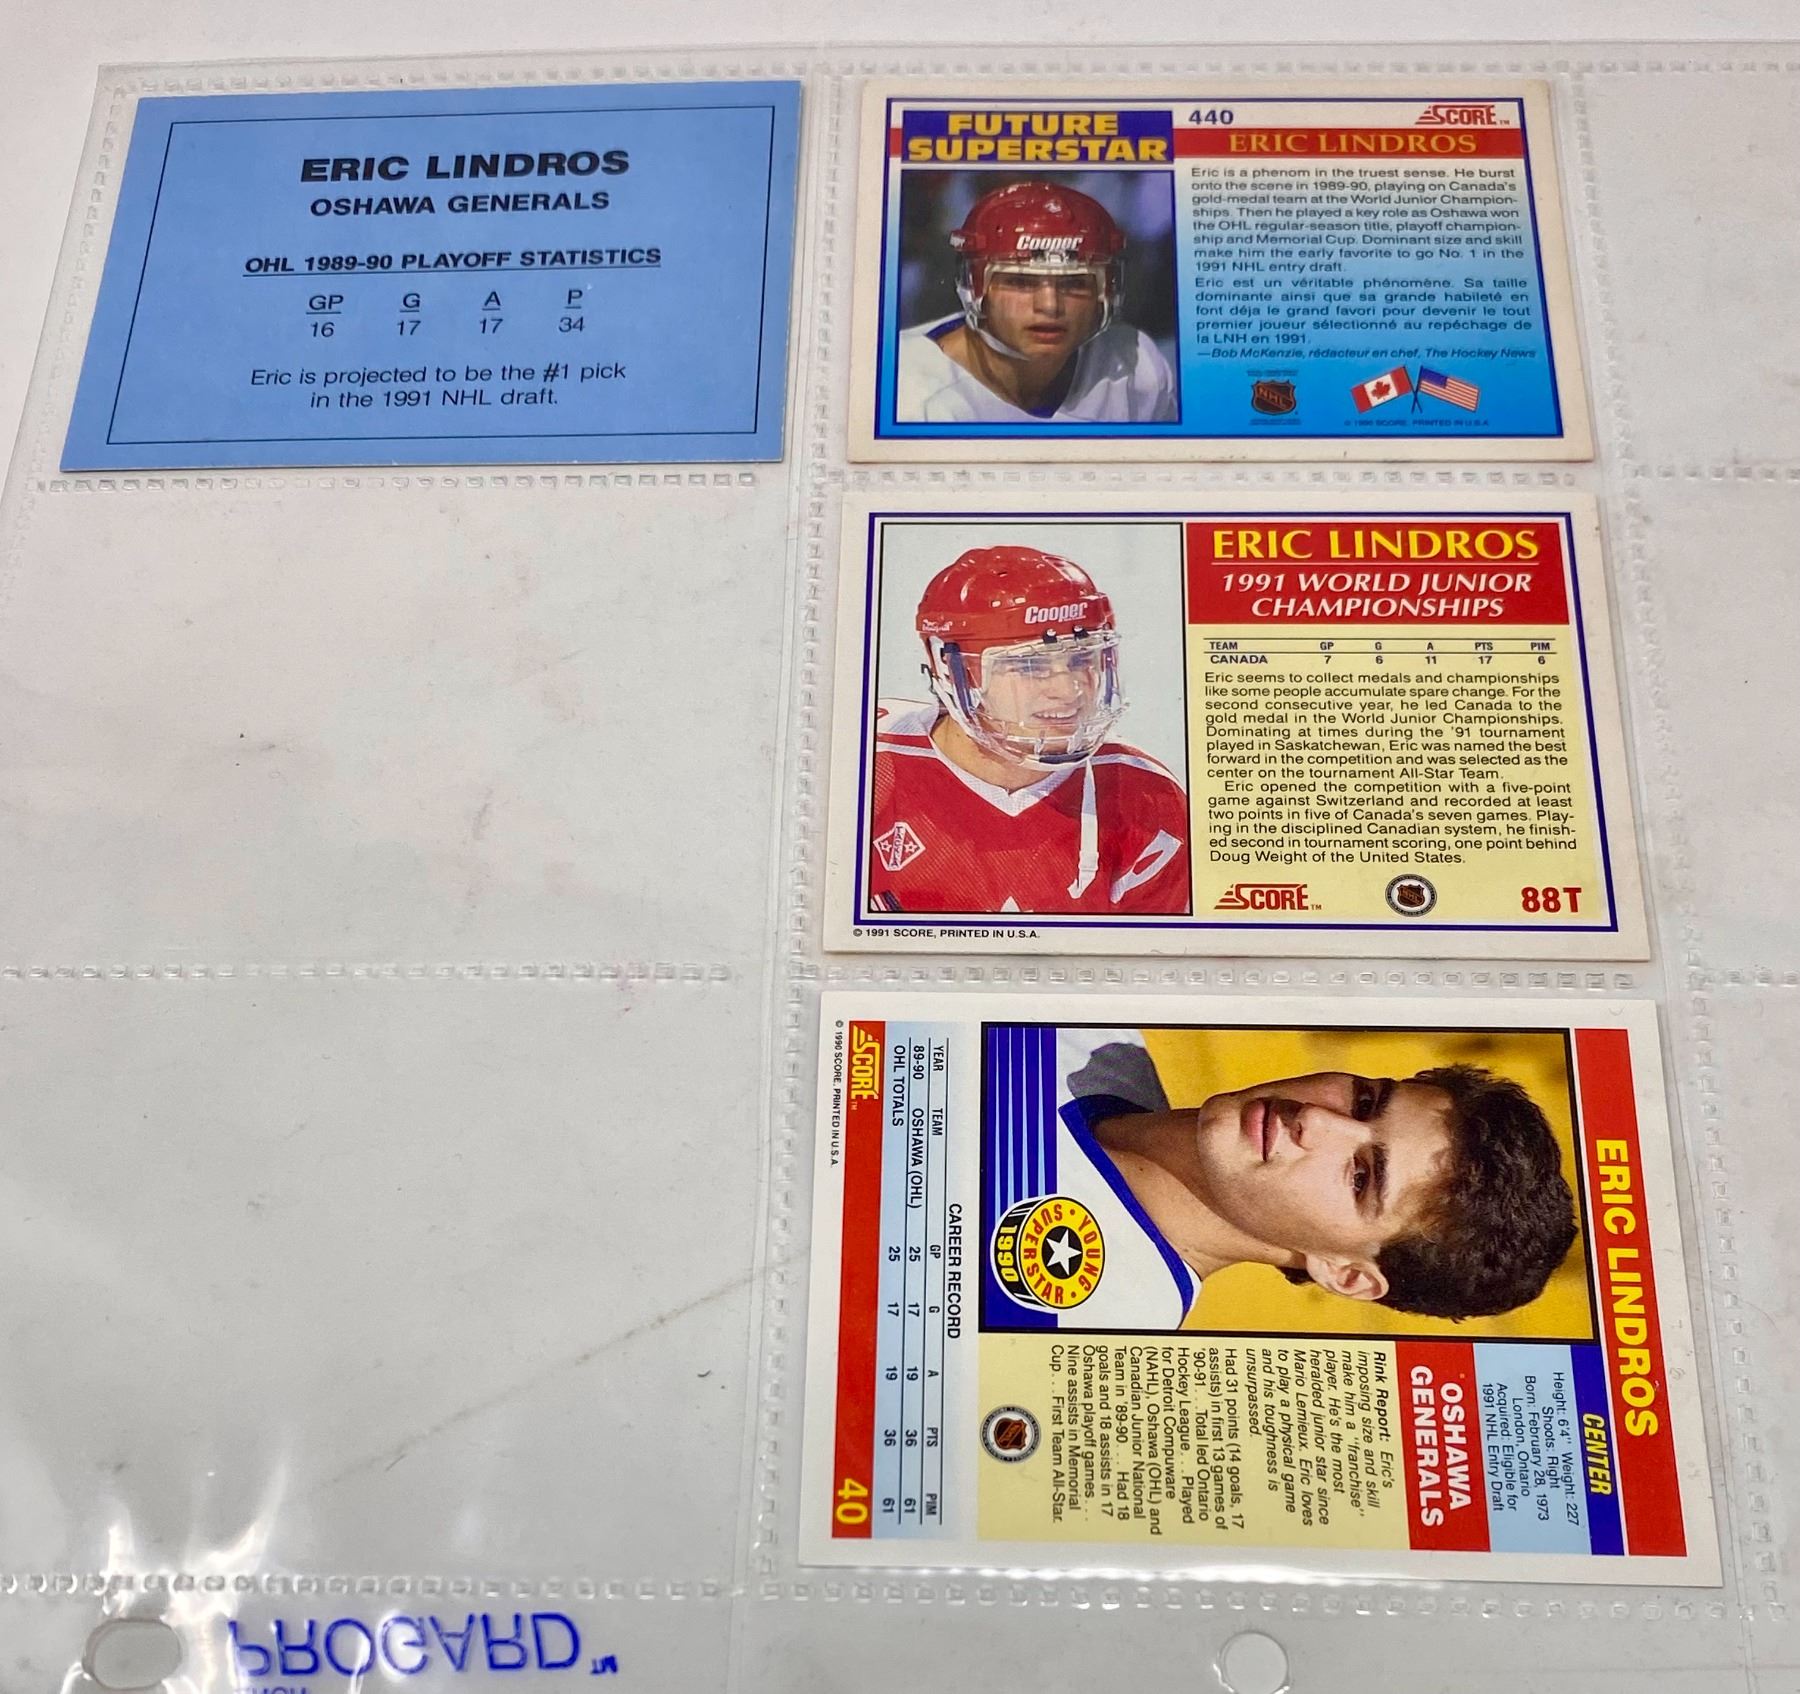 ERIC LINDROS
OSHAWA GENERALS
OHL 1989-90 PLAYOFF STATISTICS
GP G A P
16 17 17 34
Eric is projected to be the #1 pick
in the 1991 NHL draft.
FUTURE
SUPERSTAR
440
SCORE™
ERIC LINDROS
Cooper
Eric is a phenom in the truest sense. He burst
onto the scene in 1989-90, playing on Canada's
gold-medal team at the World Junior Champion-
ships. Then he played a key role as Oshawa won
the OHL regular-season title, playoff champion-
ship and Memorial Cup. Dominant size and skill
make him the early favorite to go No. 1 in the
1991 NHL entry draft.
Eric est un véritable phénomène. Sa taille
dominante ainsi que sa grande habileté en
font déja le grand favori pour devenir le tout
premier joueur sélectionné au repéchage de
la LNH en 1991.
—Bob McKenzie, rédacteur en chef, The Hockey News
NHL
© 1990 SCORE, PRINTED IN U.S.A.
Cooper
ERIC LINDROS
1991 WORLD JUNIOR
CHAMPIONSHIPS
TEAM GP G A PTS PIM
CANADA 7 6 11 17 6
Eric seems to collect medals and championships
like some people accumulate spare change. For the
second consecutive year, he led Canada to the
gold medal in the World Junior Championships.
Dominating at times during the '91 tournament
played in Saskatchewan, Eric was named the best
forward in the competition and was selected as the
center on the tournament All-Star Team.
Eric opened the competition with a five-point
game against Switzerland and recorded at least
two points in five of Canada's seven games. Play-
ing in the disciplined Canadian system, he finish-
ed second in tournament scoring, one point behind
Doug Weight of the United States.
SCORE™
88T
© 1991 SCORE, PRINTED IN U.S.A.
ERIC LINDROS
CENTER
Height: 6'4" Weight: 227
Shoots: Right
Born: February 28, 1973
London, Ontario
Acquired: Eligible for
1991 NHL Entry Draft
OSHAWA
GENERALS
Rink Report: Eric's
imposing size and skill
make him a "franchise"
player. He's the most
heralded junior star since
Mario Lemieux. Eric loves
to play a physical game
and his toughness is
unsurpassed.
Had 31 points (14 goals, 17
assists) in first 13 games of
'90-91. . .Total led Ontario
Hockey League. . . Played
for Detroit Compuware
(NAHL), Oshawa (OHL) and
Canadian Junior National
Team in '89-90. . . Had 18
goals and 18 assists in 17
Oshawa playoff games. . .
Nine assists in Memorial
Cup. . . First Team All-Star.
YOUNG
SUPERSTAR
1990
CAREER RECORD
YEAR TEAM GP G A PTS PIM
89-90 OSHAWA (OHL) 25 17 19 36 61
OHL TOTALS 25 17 19 36 61
SCORE™
40
© 1990 SCORE, PRINTED IN U.S.A.
PROGARD™